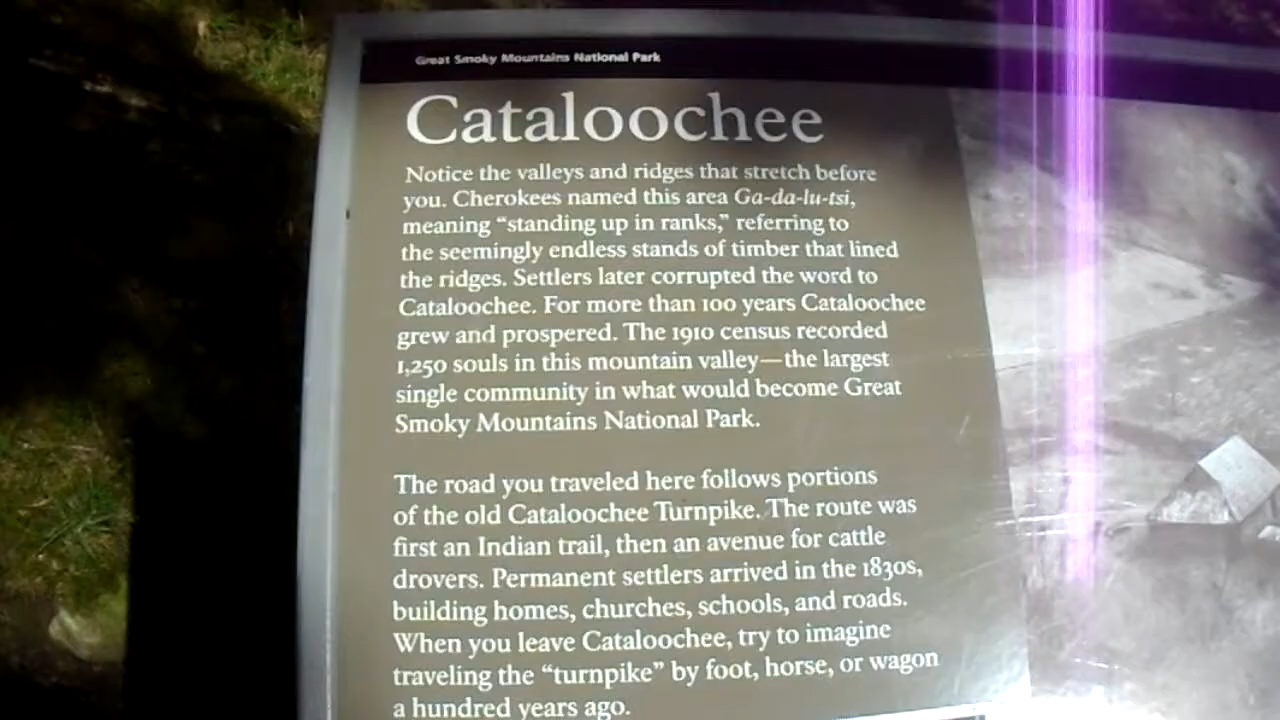 Great Smoky Mountains National Park
Cataloochee
Notice the valleys and ridges that stretch before
you. Cherokees named this area Ga-da-lu-tsi,
meaning “standing up in ranks,” referring to
the seemingly endless stands of timber that lined
the ridges. Settlers later corrupted the word to
Cataloochee. For more than 100 years Cataloochee
grew and prospered. The 1910 census recorded
1,250 souls in this mountain valley—the largest
single community in what would become Great
Smoky Mountains National Park.
The road you traveled here follows portions
of the old Cataloochee Turnpike. The route was
first an Indian trail, then an avenue for cattle
drovers. Permanent settlers arrived in the 1830s,
building homes, churches, schools, and roads.
When you leave Cataloochee, try to imagine
traveling the “turnpike” by foot, horse, or wagon
a hundred years ago.